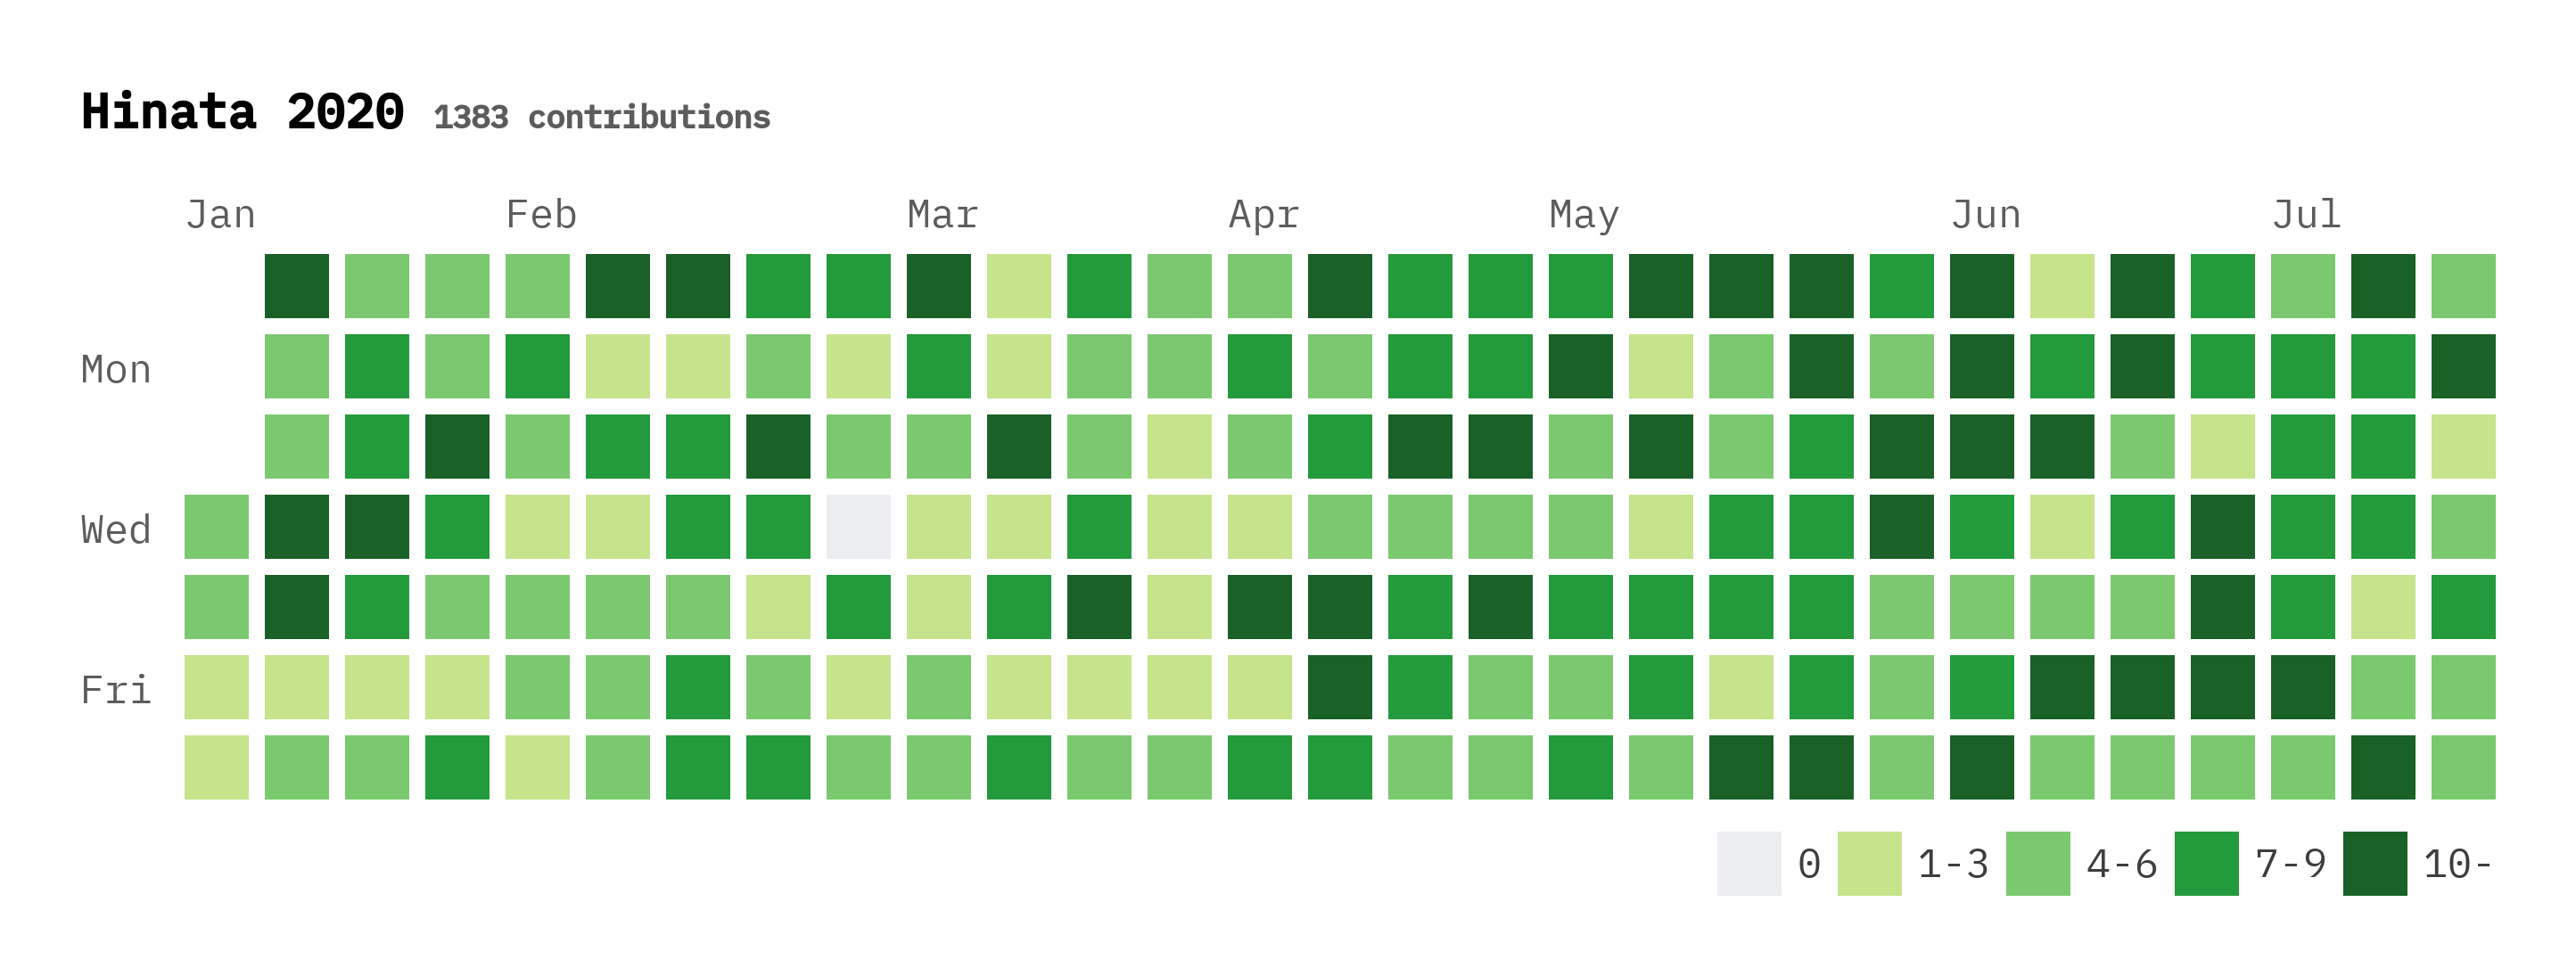 Hinata 2020 1383 contributions
Jan Feb Mar Apr May Jun Jul
Mon
Wed
Fri
0 1-3 4-6 7-9 10-